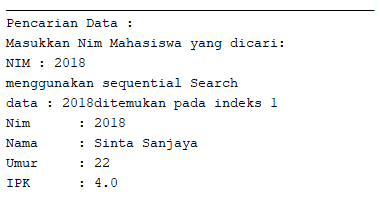 Pencarian Data :
Masukkan Nim Mahasiswa yang dicari:
NIM : 2018
menggunakan sequential Search
data : 2018ditemukan pada indeks 1
Nim : 2018
Nama : Sinta Sanjaya
Umur : 22
IPK : 4.0